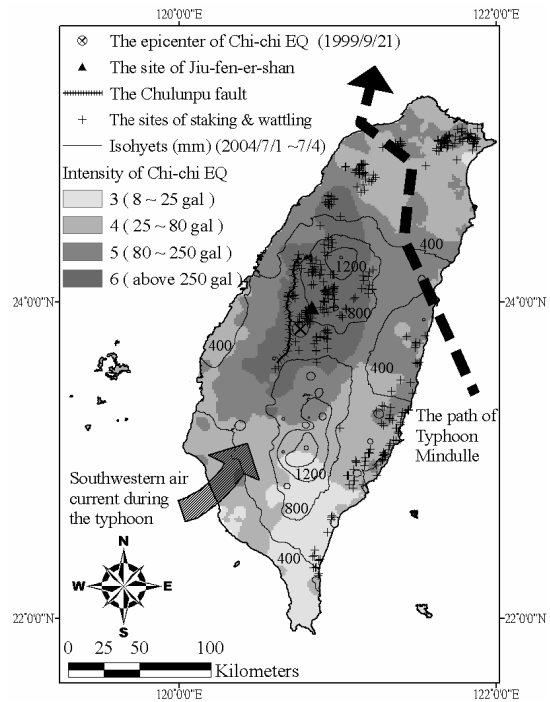 120°0'0"
122°0'0"
The epicenter of Chi-chi EQ (1999/9/21)
The site of Jiu-fen-er-shan
The Chulunpu fault
The sites of staking & wattling
Isohyets (mm) (2004/7/1 ~7/4)
Intensity of Chi-chi EQ
3 ( 8 ~ 25 gal )
4 ( 25 ~ 80 gal )
5 ( 80 ~ 250 gal )
6 ( above 250 gal )
400
1200
24°0'0"N
24°0'0"N
800
400
400
The path of
Typhoon
Mindulle
Southwestern air
current during
the typhoon
1200
800
400
N
W
E
S
22°0'0"N
22°0'0"N
0 25 50 100
Kilometers
120°0'0"E
122°0'0"E